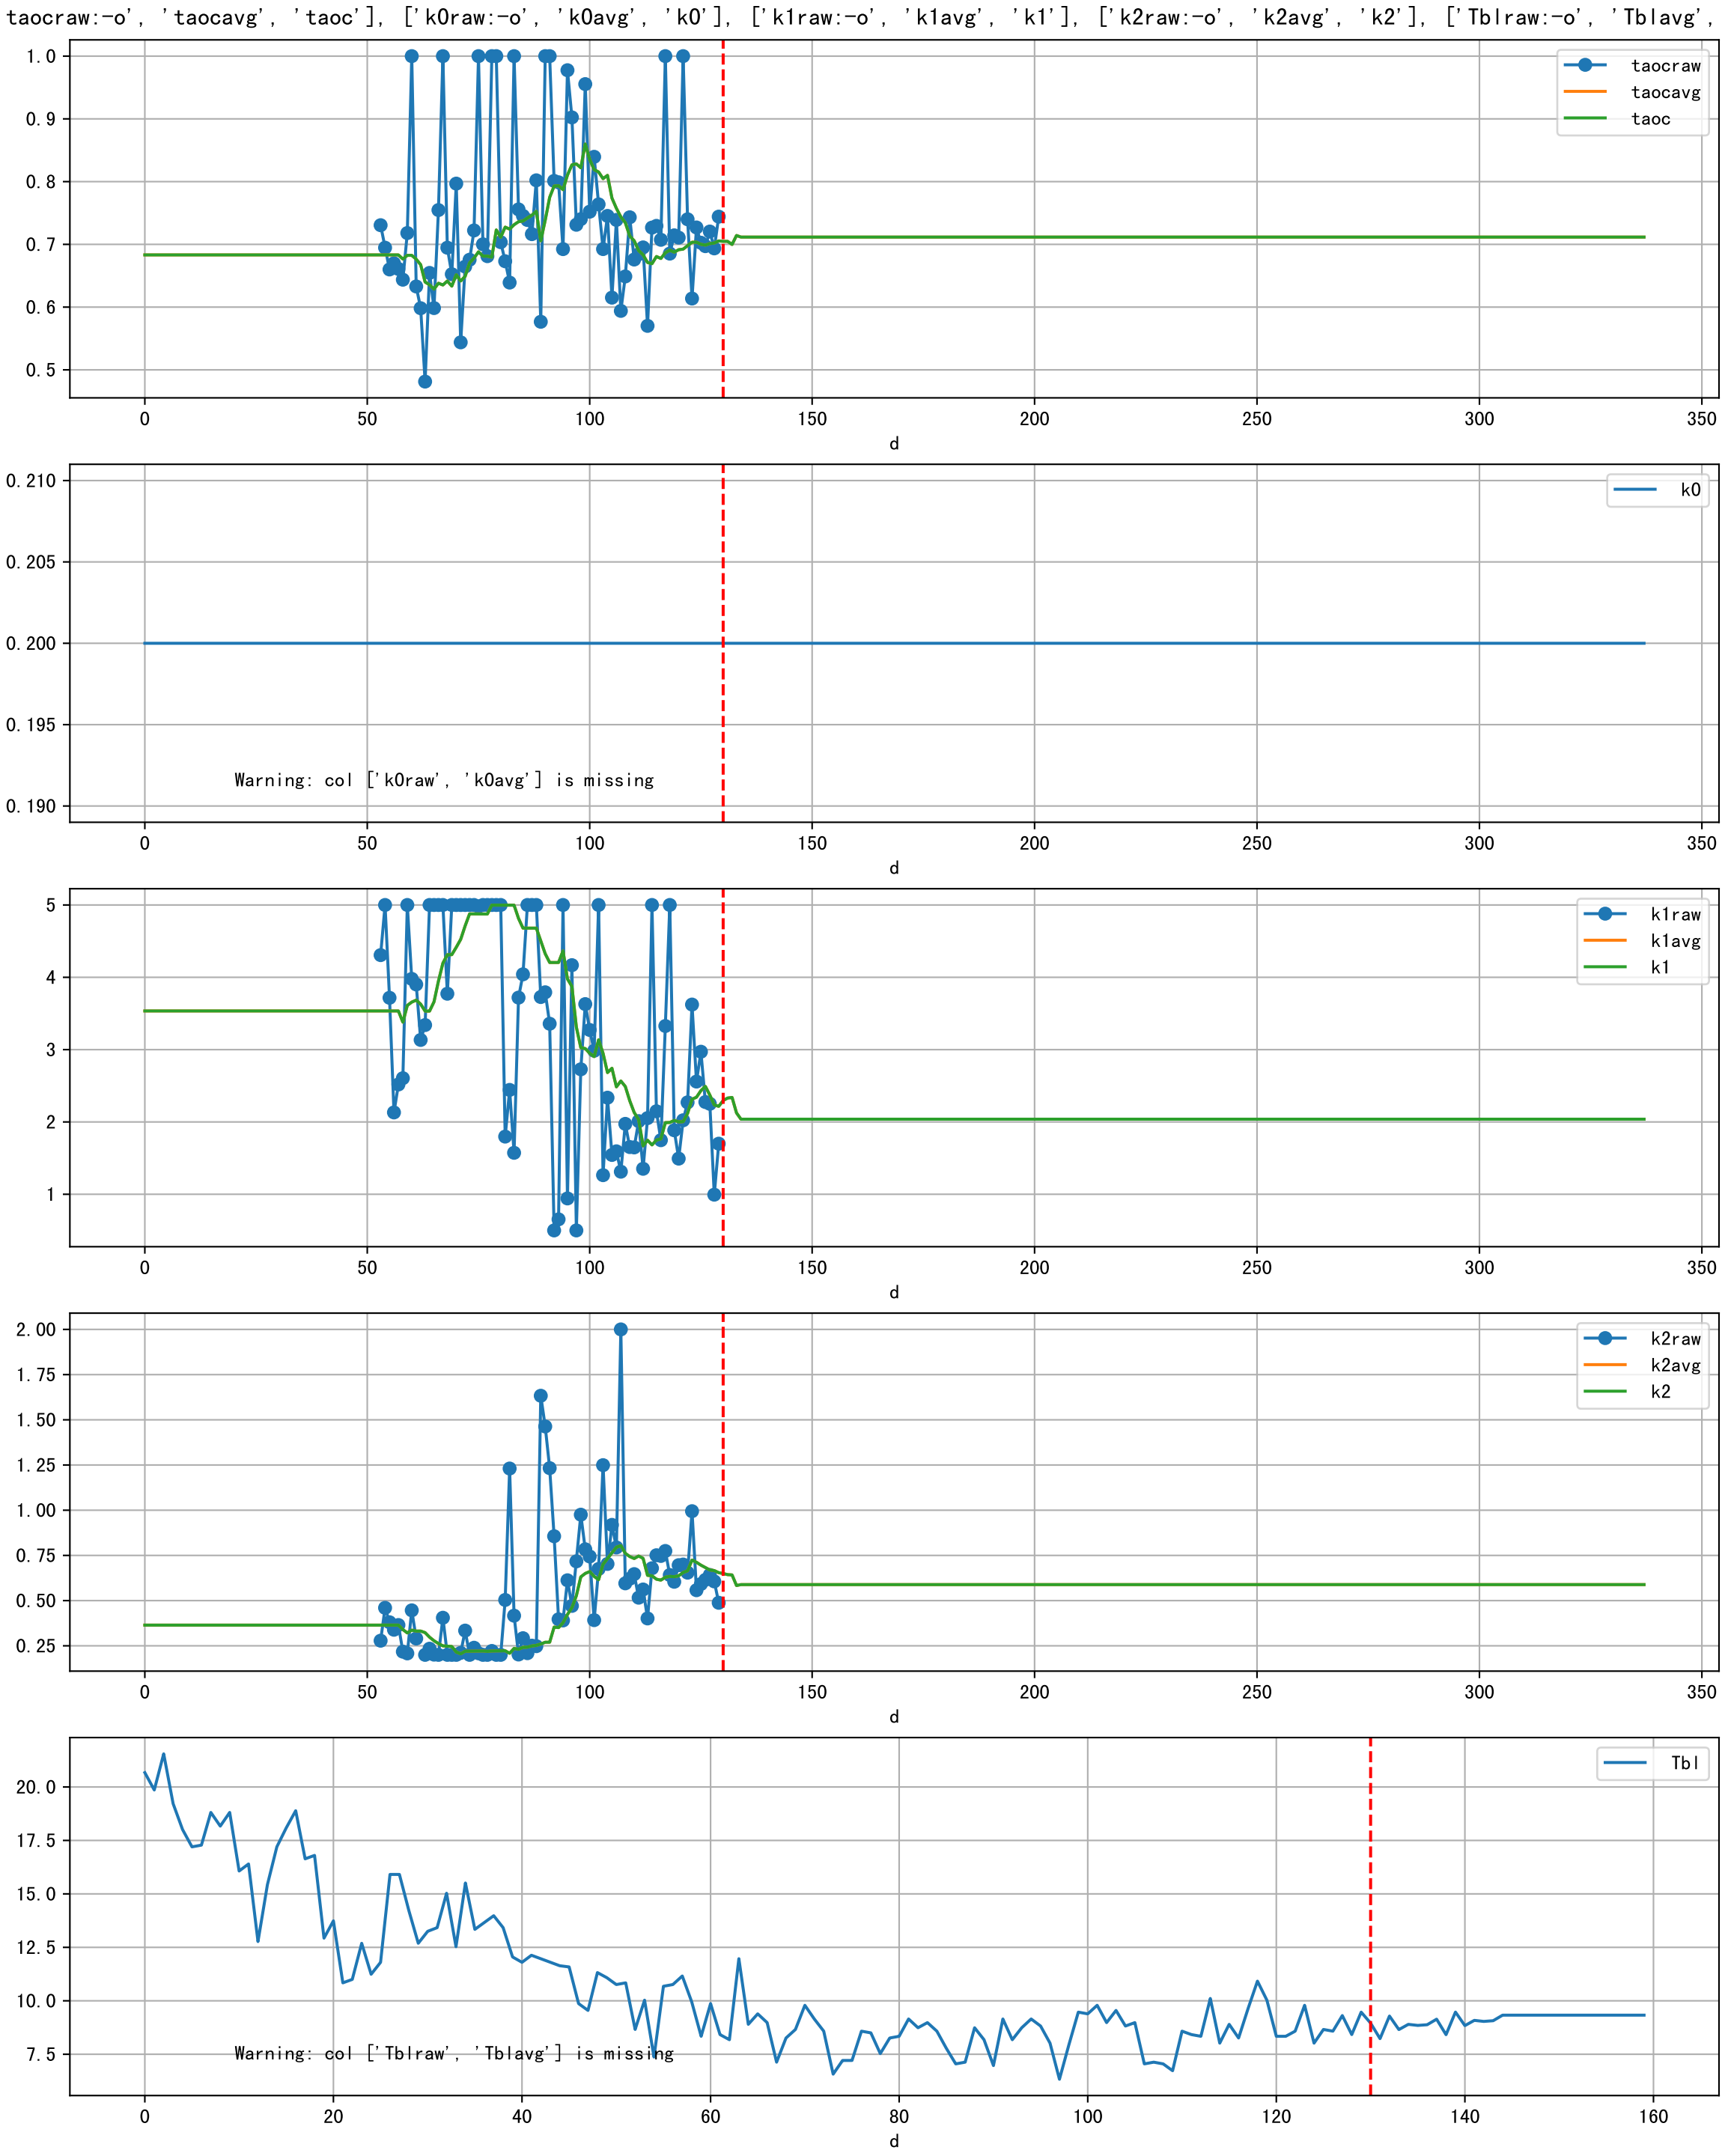 taocraw:-o', 'taocavg', 'taoc'], ['k0raw:-o', 'k0avg', 'k0'], ['k1raw:-o', 'k1avg', 'k1'], ['k2raw:-o', 'k2avg', 'k2'], ['Tblraw:-o', 'Tblavg',
1.0
0.9
0.8
0.7
0.6
0.5
taocraw
taocavg
taoc
0 50 100 150 200 250 300 350
d
0.210
0.205
0.200
0.195
0.190
k0
Warning: col ['k0raw', 'k0avg'] is missing
0 50 100 150 200 250 300 350
d
5
4
3
2
1
k1raw
k1avg
k1
0 50 100 150 200 250 300 350
d
2.00
1.75
1.50
1.25
1.00
0.75
0.50
0.25
k2raw
k2avg
k2
0 50 100 150 200 250 300 350
d
20.0
17.5
15.0
12.5
10.0
7.5
Tbl
Warning: col ['Tblraw', 'Tblavg'] is missing
0 20 40 60 80 100 120 140 160
d